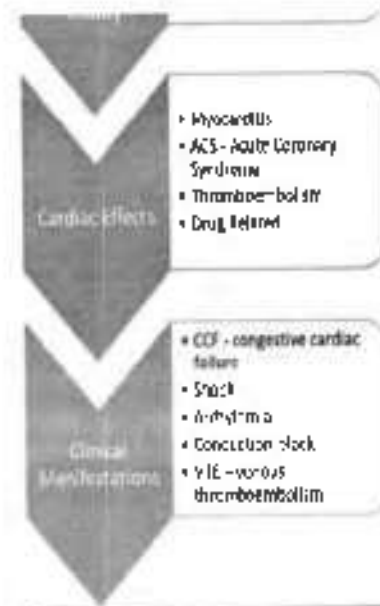 Cardiac Effects
• Myocarditis
• ACS - Acute Coronary
Syndrome
• Thromboembolism
• Drug Related
Clinical
Manifestations
• CCF - congestive cardiac
failure
• Shock
• Arrhythmia
• Conduction block
• VTE - venous
thromboembolism